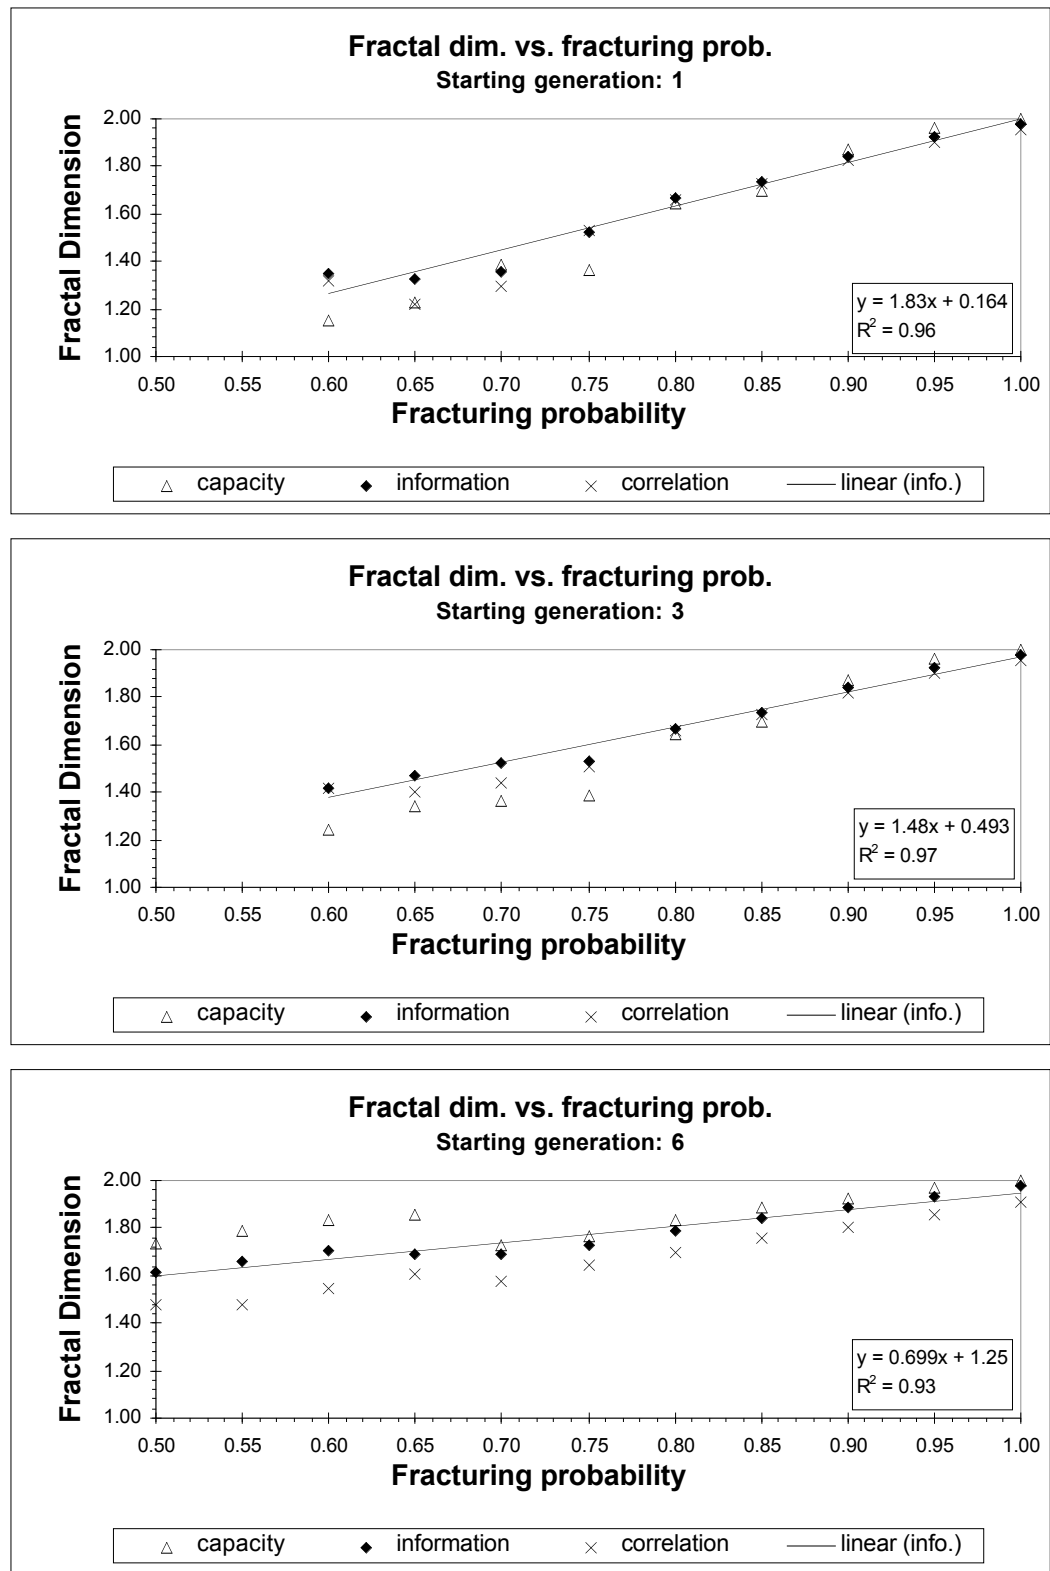 Fractal dim. vs. fracturing prob.
Starting generation: 1
Fractal Dimension
2.00
1.80
1.60
1.40
1.20
1.00
y = 1.83x + 0.164
R² = 0.96
0.50 0.55 0.60 0.65 0.70 0.75 0.80 0.85 0.90 0.95 1.00
Fracturing probability
capacity information correlation linear (info.)
Fractal dim. vs. fracturing prob.
Starting generation: 3
Fractal Dimension
2.00
1.80
1.60
1.40
1.20
1.00
y = 1.48x + 0.493
R² = 0.97
0.50 0.55 0.60 0.65 0.70 0.75 0.80 0.85 0.90 0.95 1.00
Fracturing probability
capacity information correlation linear (info.)
Fractal dim. vs. fracturing prob.
Starting generation: 6
Fractal Dimension
2.00
1.80
1.60
1.40
1.20
1.00
y = 0.699x + 1.25
R² = 0.93
0.50 0.55 0.60 0.65 0.70 0.75 0.80 0.85 0.90 0.95 1.00
Fracturing probability
capacity information correlation linear (info.)